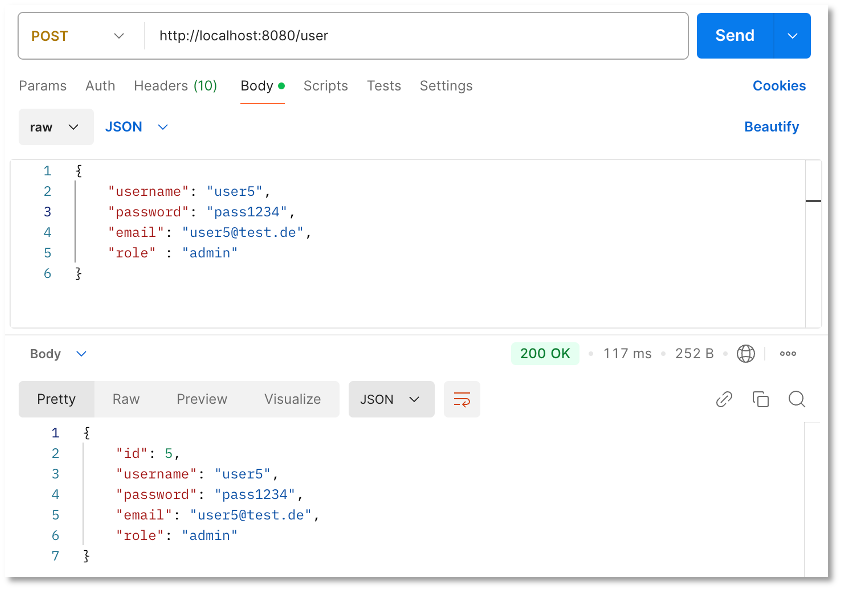 POST http://localhost:8080/user Send
Params Auth Headers (10) Body Scripts Tests Settings Cookies
raw JSON Beautify
1 {
2 "username": "user5",
3 "password": "pass1234",
4 "email": "user5@test.de",
5 "role" : "admin"
6 }
Body 200 OK 117 ms 252 B
Pretty Raw Preview Visualize JSON
1 {
2 "id": 5,
3 "username": "user5",
4 "password": "pass1234",
5 "email": "user5@test.de",
6 "role": "admin"
7 }